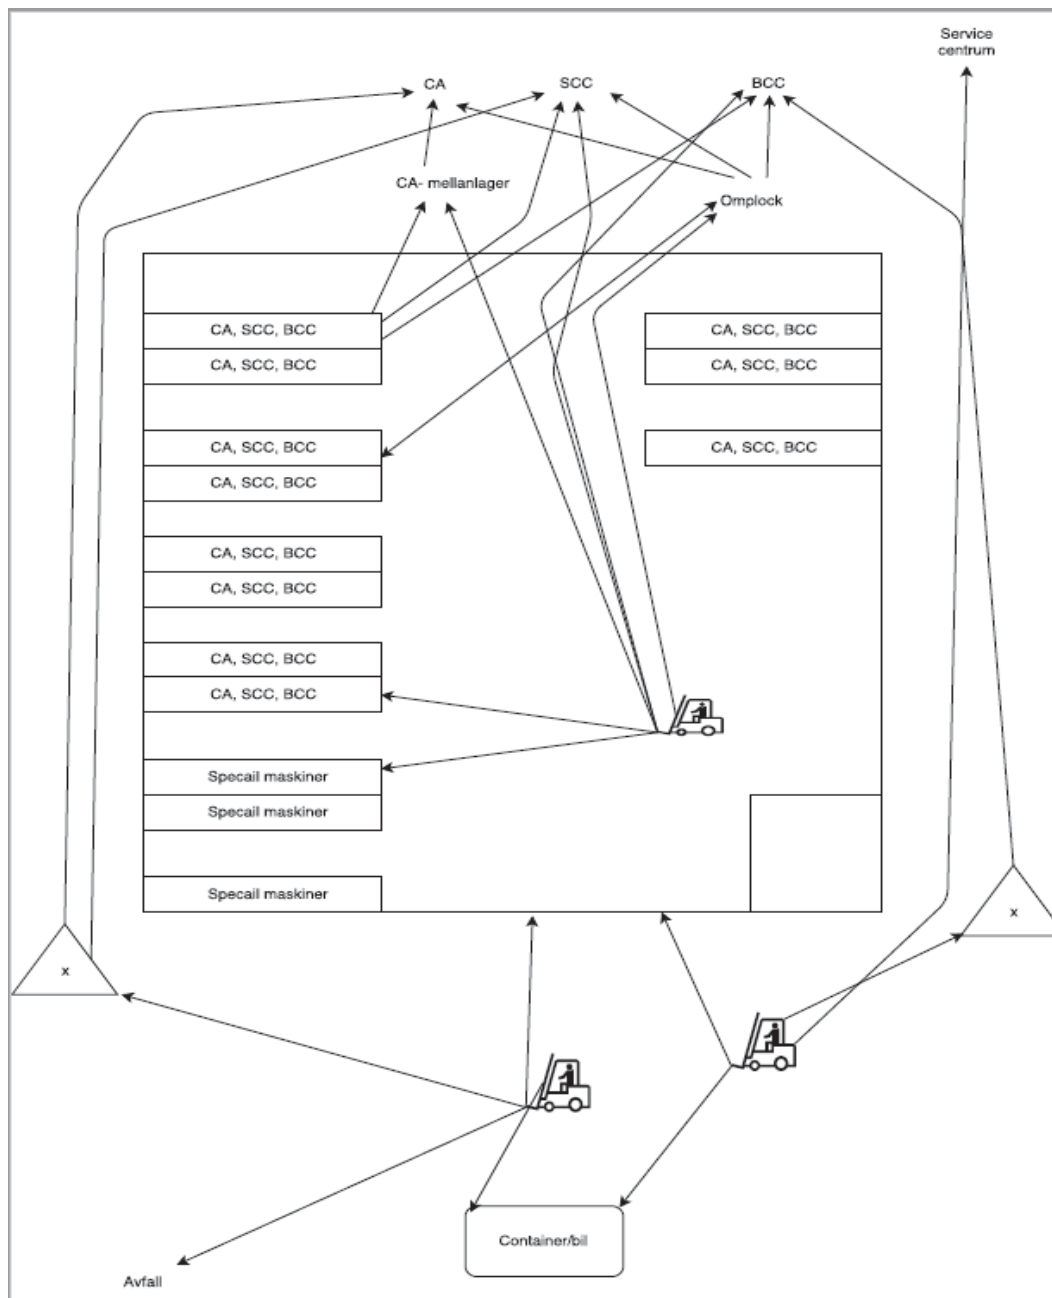 Service
centrum
CA
SCC
BCC
CA- mellanlager
Omplock
CA, SCC, BCC
CA, SCC, BCC
CA, SCC, BCC
CA, SCC, BCC
CA, SCC, BCC
CA, SCC, BCC
CA, SCC, BCC
CA, SCC, BCC
CA, SCC, BCC
CA, SCC, BCC
CA, SCC, BCC
Specail maskiner
Specail maskiner
Specail maskiner
x
x
Container/bil
Avfall